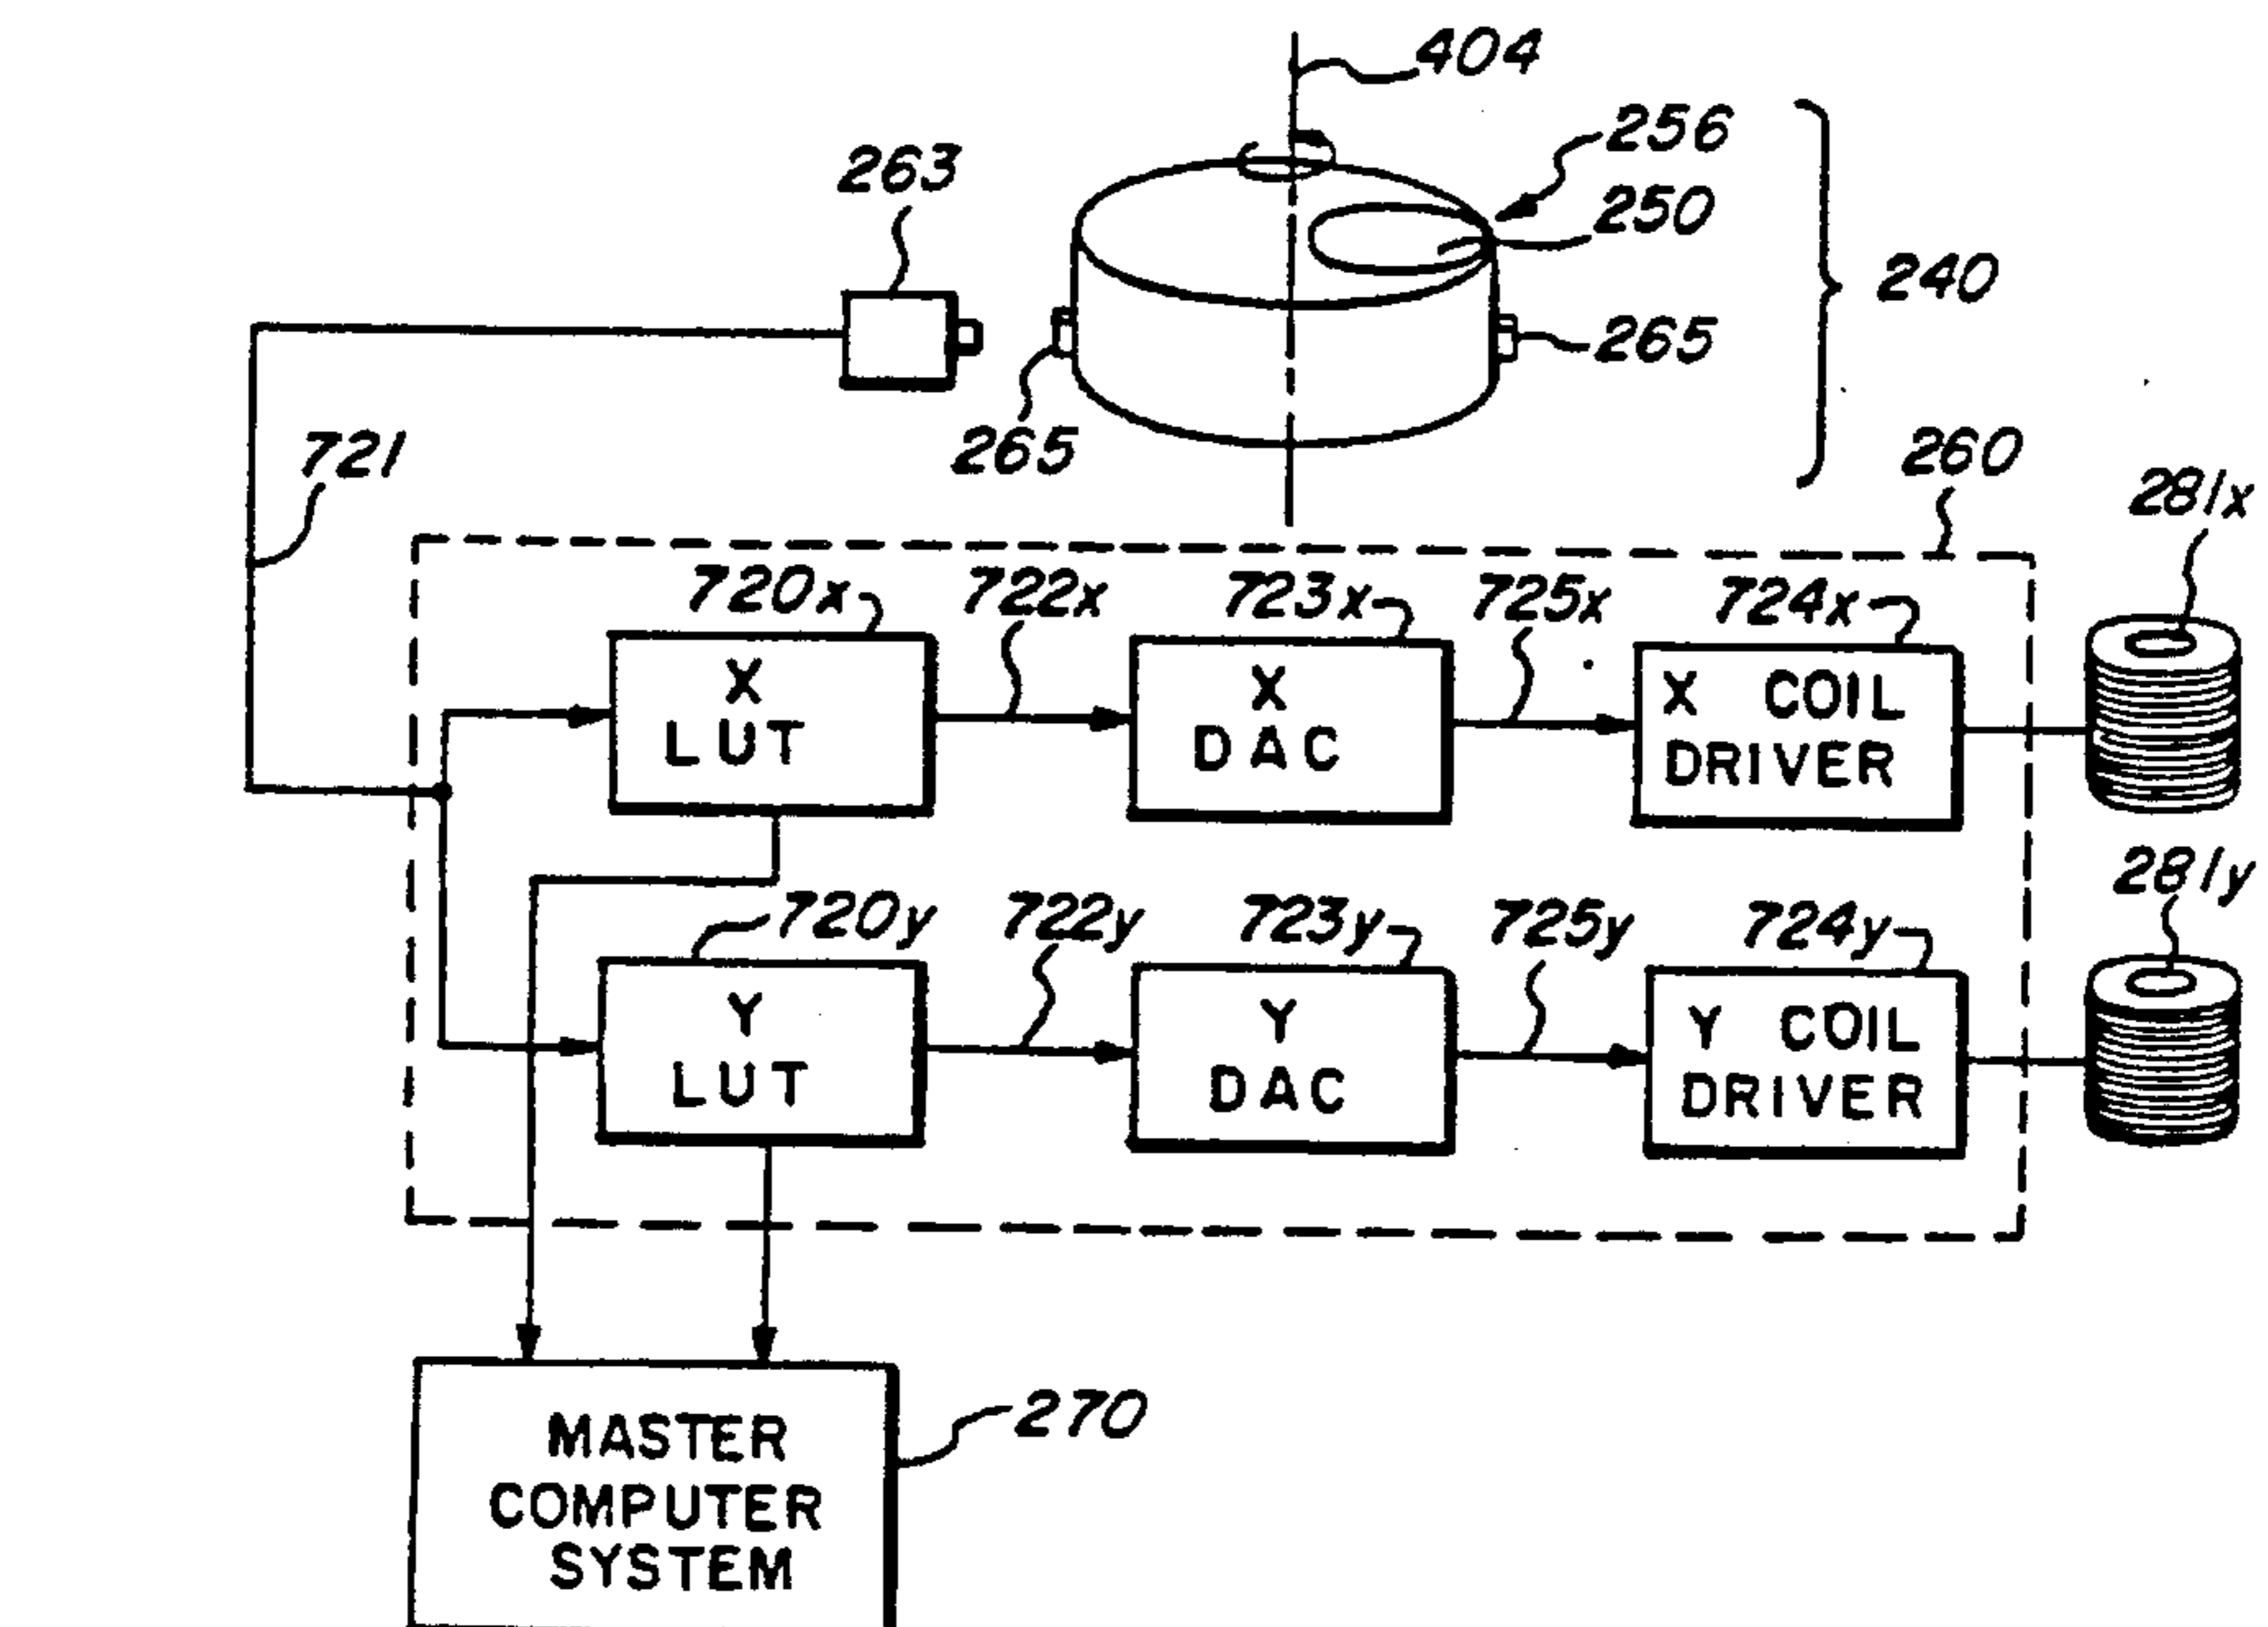 404
256
263
250
240
265
265
721
260
281x
720x 722x 723x 725x 724x
X
LUT
X
DAC
X COIL
DRIVER
281y
720y 722y 723y 725y 724y
Y
LUT
Y
DAC
Y COIL
DRIVER
270
MASTER
COMPUTER
SYSTEM